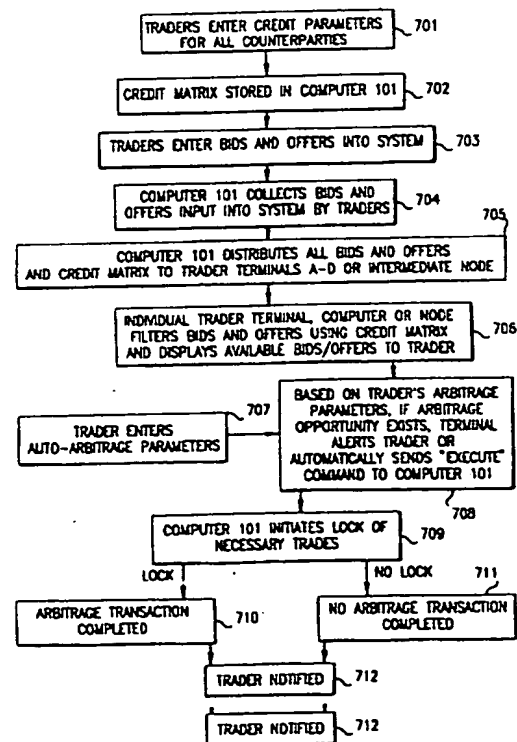 TRADERS ENTER CREDIT PARAMETERS
FOR ALL COUNTERPARTIES
701
CREDIT MATRIX STORED IN COMPUTER 101
702
TRADERS ENTER BIDS AND OFFERS INTO SYSTEM
703
COMPUTER 101 COLLECTS BIDS AND
OFFERS INPUT INTO SYSTEM BY TRADERS
704
705
COMPUTER 101 DISTRIBUTES ALL BIDS AND OFFERS
AND CREDIT MATRIX TO TRADER TERMINALS A-D OR INTERMEDIATE NODE
INDIVIDUAL TRADER TERMINAL, COMPUTER OR NODE
FILTERS BIDS AND OFFERS USING CREDIT MATRIX
AND DISPLAYS AVAILABLE BIDS/OFFERS TO TRADER
706
707
TRADER ENTERS
AUTO-ARBITRAGE PARAMETERS
BASED ON TRADER'S ARBITRAGE
PARAMETERS, IF ARBITRAGE
OPPORTUNITY EXISTS, TERMINAL
ALERTS TRADER OR
AUTOMATICALLY SENDS "EXECUTE"
COMMAND TO COMPUTER 101
708
COMPUTER 101 INITIATES LOCK OF
NECESSARY TRADES
709
LOCK
NO LOCK
ARBITRAGE TRANSACTION
COMPLETED
710
711
NO ARBITRAGE TRANSACTION
COMPLETED
TRADER NOTIFIED
712
TRADER NOTIFIED
712